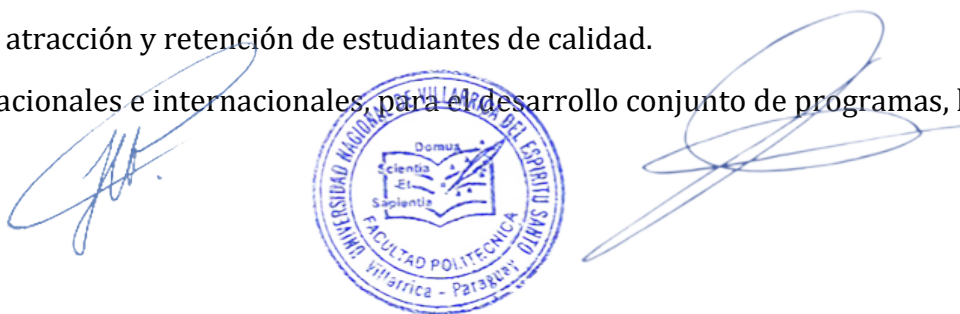 atracción y retención de estudiantes de calidad.
acionales e internacionales, para el desarrollo conjunto de programas, l
UNIVERSIDAD NACIONAL DE VILLARRICA DEL ESPIRITU SANTO
Domus
Scientia
-Et-
Sapientia
FACULTAD POLITECNICA
Villarrica - Paraguay